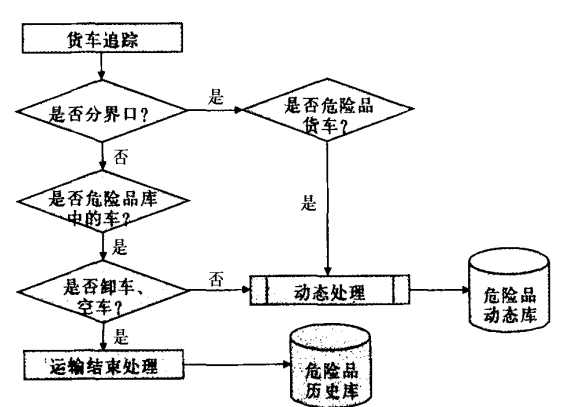 货车追踪
是否分界口?
是
是否危险品
货车?
否
是否危险品库
中的车?
是
是
是否卸车、
空车?
否
动态处理
危险品
动态库
是
运输结束处理
危险品
历史库